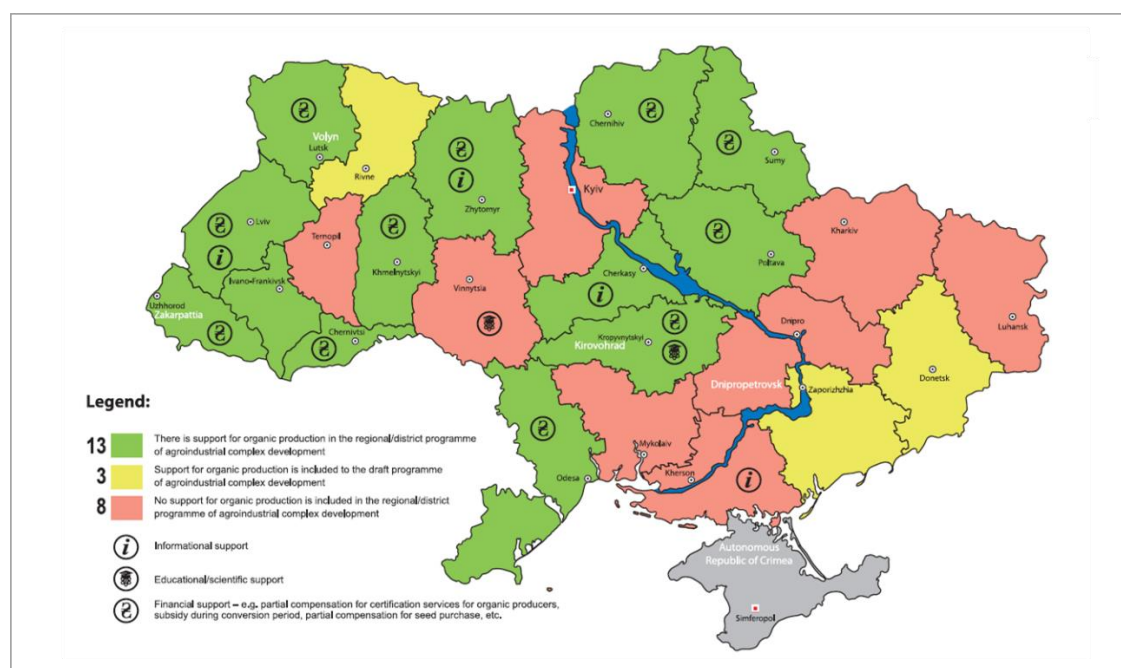 Volyn
Lutsk
Rivne
Zhytomyr
Kyiv
Chernihiv
Sumy
Lviv
Ternopil
Khmelnytskyi
Ivano-Frankivsk
Uzhhorod
Zakarpattia
Chernivtsi
Vinnytsia
Cherkasy
Poltava
Kharkiv
Luhansk
Kropyvnytskyi
Kirovohrad
Dnipro
Dnipropetrovsk
Donetsk
Zaporizhzhia
Mykolaiv
Kherson
Odesa
Autonomous
Republic of Crimea
Simferopol
Legend:
13 There is support for organic production in the regional/district programme
of agroindustrial complex development
3 Support for organic production is included to the draft programme
of agroindustrial complex development
8 No support for organic production is included in the regional/district
programme of agroindustrial complex development
i Informational support
Educational/scientific support
₴ Financial support – e.g. partial compensation for certification services for organic producers,
subsidy during conversion period, partial compensation for seed purchase, etc.